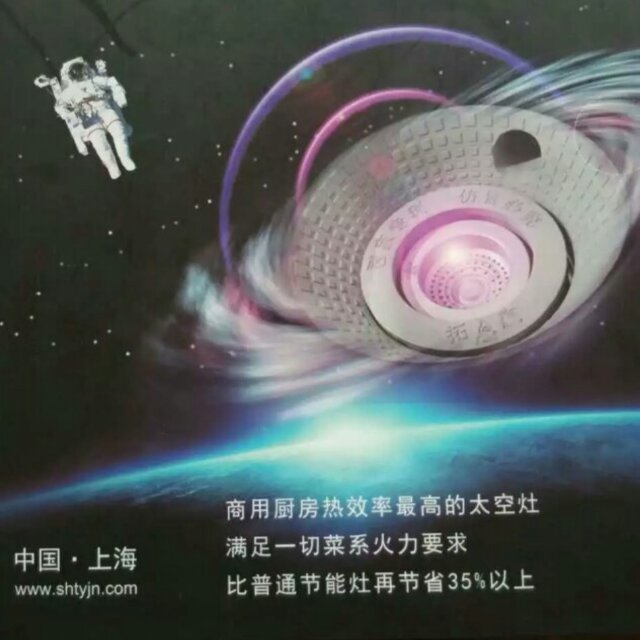 商用厨房热效率最高的太空灶
满足一切菜系火力要求
比普通节能灶再节省35%以上
中国·上海
www.shtyjn.com